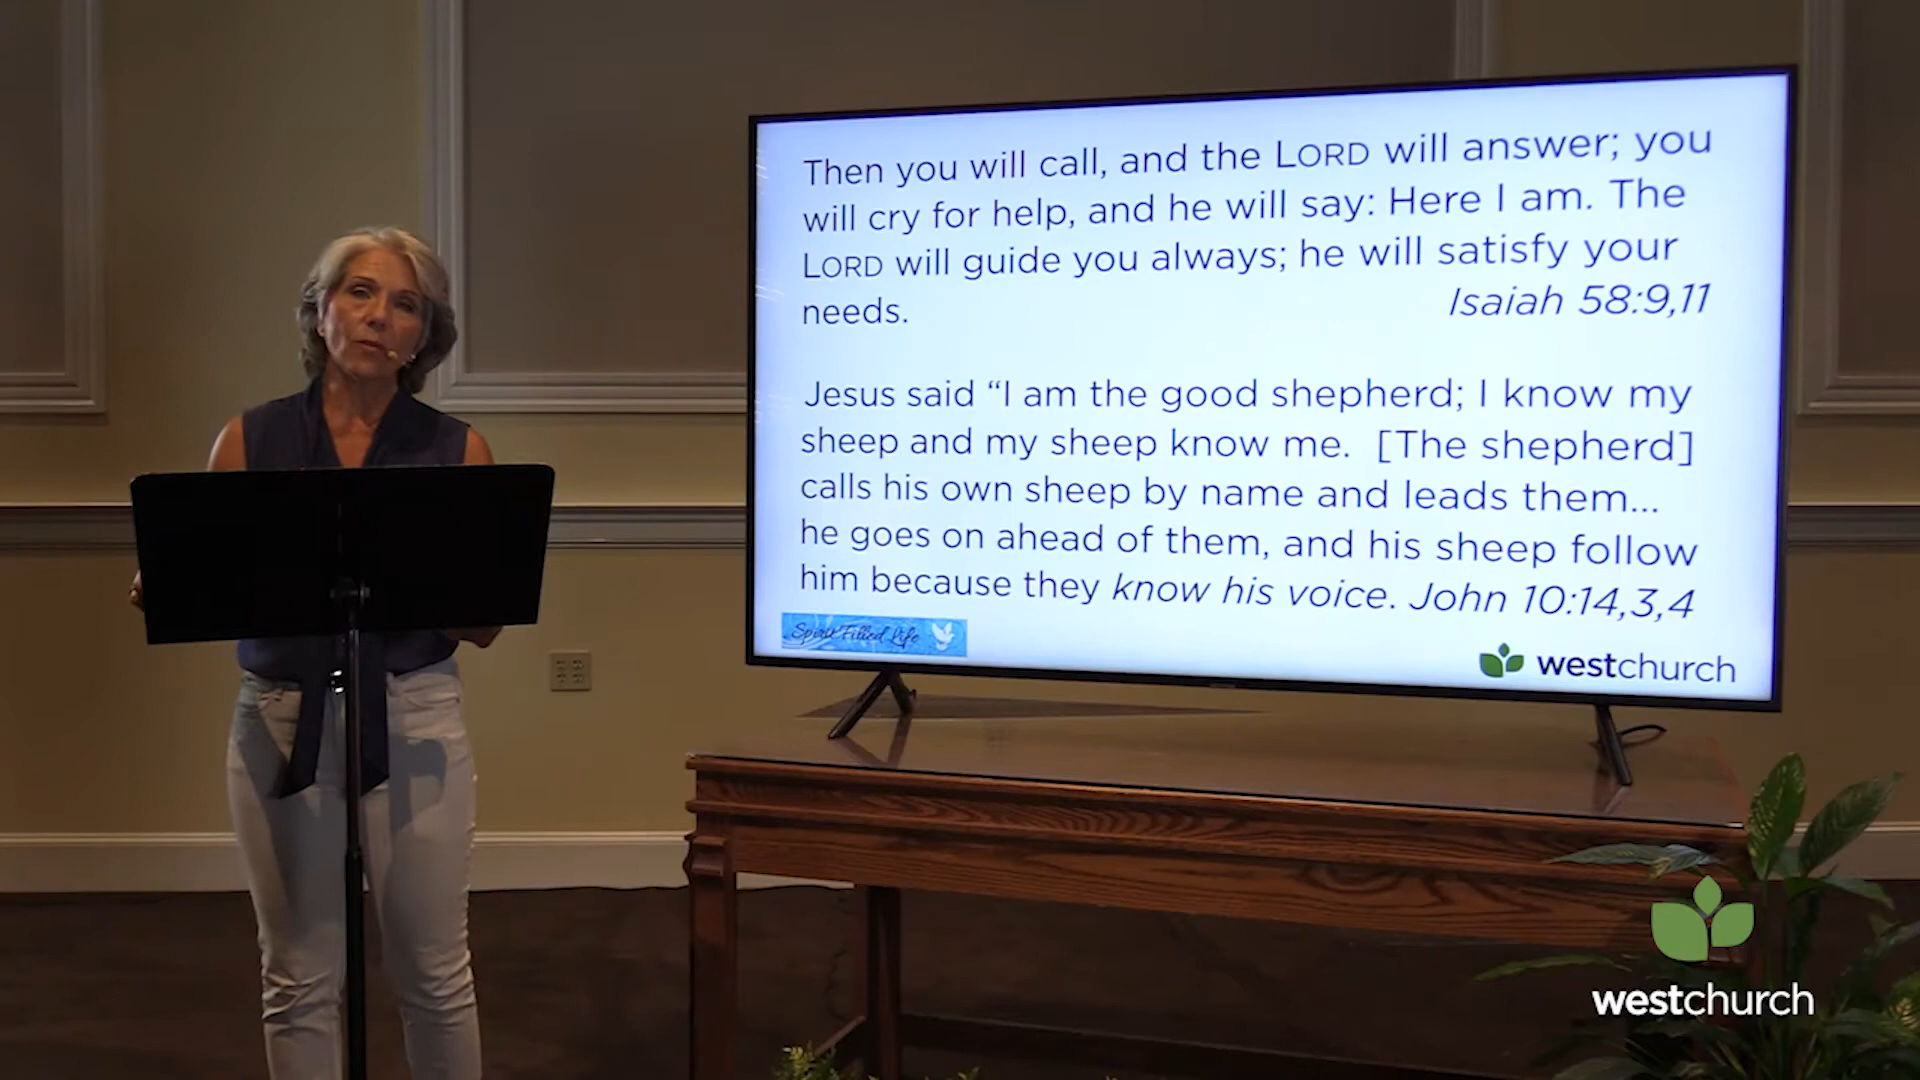 Then you will call, and the LORD will answer; you
will cry for help, and he will say: Here I am. The
LORD will guide you always; he will satisfy your
needs.
Isaiah 58:9,11
Jesus said “I am the good shepherd; I know my
sheep and my sheep know me. [The shepherd]
calls his own sheep by name and leads them...
he goes on ahead of them, and his sheep follow
him because they know his voice. John 10:14,3,4
Spirit Filled Life
westchurch
westchurch